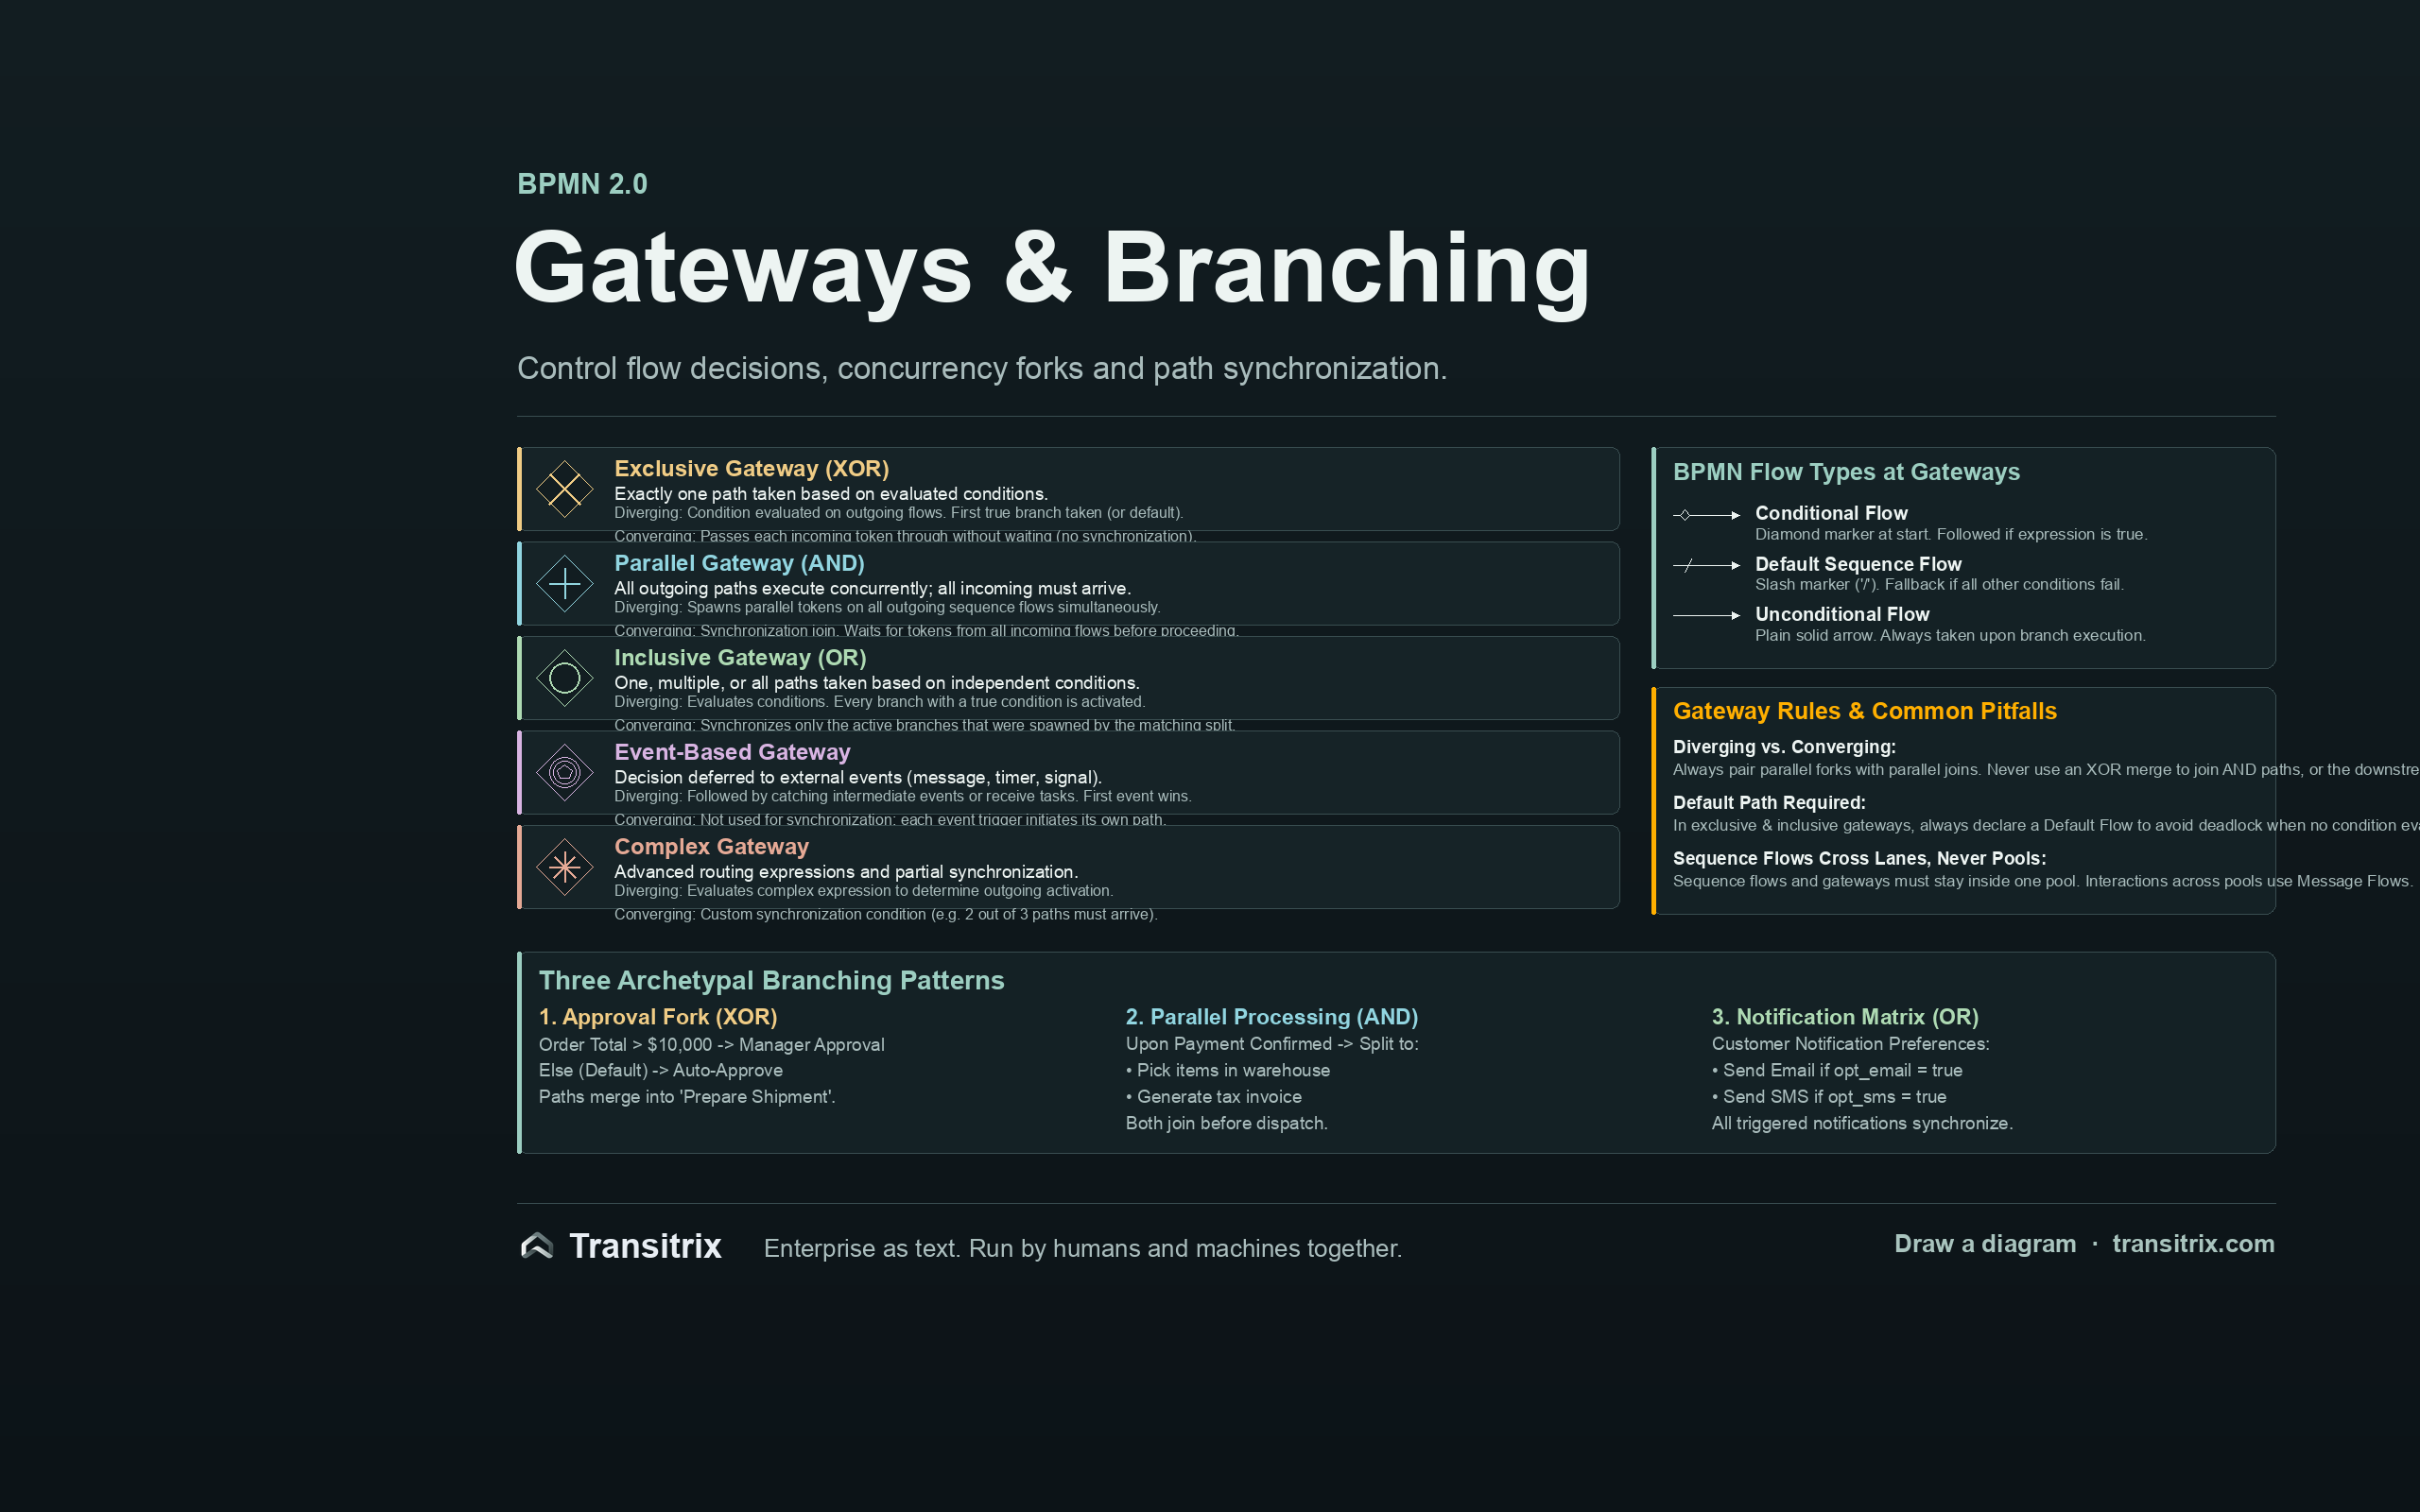 BPMN 2.0
Gateways & Branching
Control flow decisions, concurrency forks and path synchronization.
Exclusive Gateway (XOR)
Exactly one path taken based on evaluated conditions.
Diverging: Condition evaluated on outgoing flows. First true branch taken (or default).
Converging: Passes each incoming token through without waiting (no synchronization).
Parallel Gateway (AND)
All outgoing paths execute concurrently; all incoming must arrive.
Diverging: Spawns parallel tokens on all outgoing sequence flows simultaneously.
Converging: Synchronization join. Waits for tokens from all incoming flows before proceeding.
Inclusive Gateway (OR)
One, multiple, or all paths taken based on independent conditions.
Diverging: Evaluates conditions. Every branch with a true condition is activated.
Converging: Synchronizes only the active branches that were spawned by the matching split.
Event-Based Gateway
Decision deferred to external events (message, timer, signal).
Diverging: Followed by catching intermediate events or receive tasks. First event wins.
Converging: Not used for synchronization; each event trigger initiates its own path.
Complex Gateway
Advanced routing expressions and partial synchronization.
Diverging: Evaluates complex expression to determine outgoing activation.
Converging: Custom synchronization condition (e.g. 2 out of 3 paths must arrive).
BPMN Flow Types at Gateways
Conditional Flow
Diamond marker at start. Followed if expression is true.
Default Sequence Flow
Slash marker ('/'). Fallback if all other conditions fail.
Unconditional Flow
Plain solid arrow. Always taken upon branch execution.
Gateway Rules & Common Pitfalls
Diverging vs. Converging:
Always pair parallel forks with parallel joins. Never use an XOR merge to join AND paths, or the
Default Path Required:
In exclusive & inclusive gateways, always declare a Default Flow to avoid deadlock when no condition
Sequence Flows Cross Lanes, Never Pools:
Sequence flows and gateways must stay inside one pool. Interactions across pools use Message Flows.
Three Archetypal Branching Patterns
1. Approval Fork (XOR)
Order Total > $10,000 -> Manager Approval
Else (Default) -> Auto-Approve
Paths merge into 'Prepare Shipment'.
2. Parallel Processing (AND)
Upon Payment Confirmed -> Split to:
• Pick items in warehouse
• Generate tax invoice
Both join before dispatch.
3. Notification Matrix (OR)
Customer Notification Preferences:
• Send Email if opt_email = true
• Send SMS if opt_sms = true
All triggered notifications synchronize.
Transitrix
Enterprise as text. Run by humans and machines together.
Draw a diagram · transitrix.com